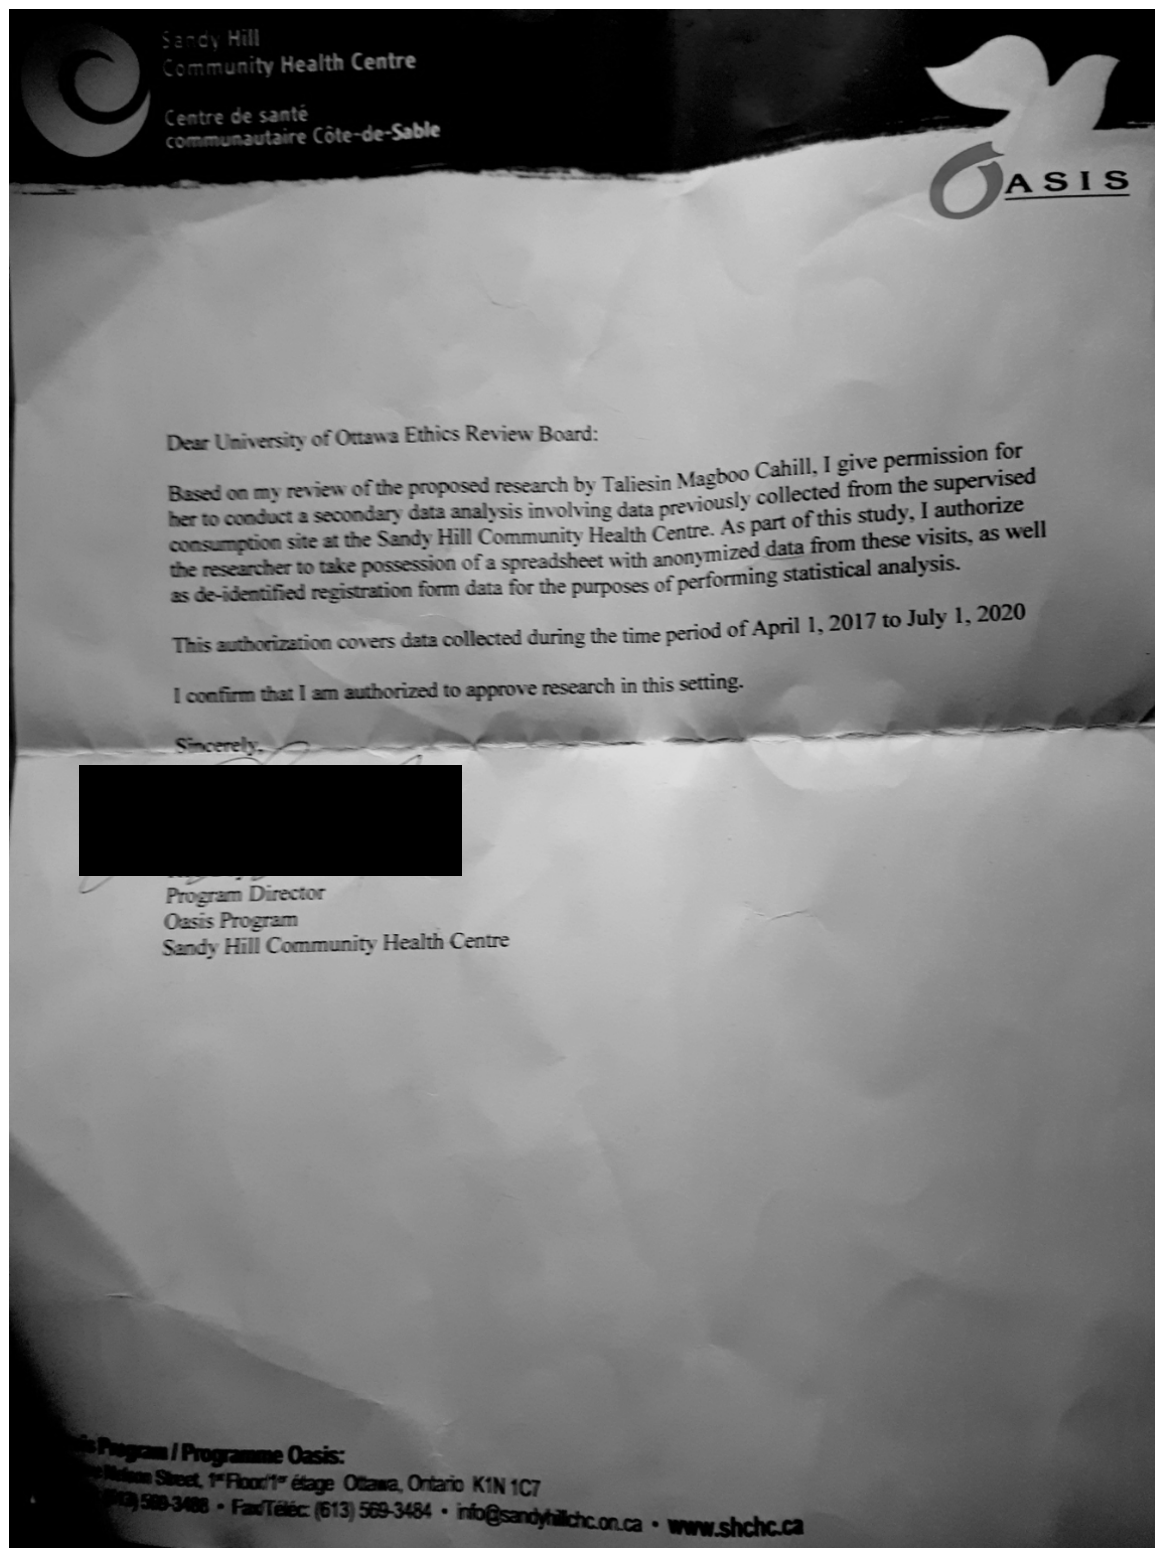 Sandy Hill
Community Health Centre
Centre de santé
communautaire Côte-de-Sable
OASIS
Dear University of Ottawa Ethics Review Board:
Based on my review of the proposed research by Taliesin Magboo Cahill, I give permission for
her to conduct a secondary data analysis involving data previously collected from the supervised
consumption site at the Sandy Hill Community Health Centre. As part of this study, I authorize
the researcher to take possession of a spreadsheet with anonymized data from these visits, as well
as de-identified registration form data for the purposes of performing statistical analysis.
This authorization covers data collected during the time period of April 1, 2017 to July 1, 2020
I confirm that I am authorized to approve research in this setting.
Sincerely,
Program Director
Oasis Program
Sandy Hill Community Health Centre
Program / Programme Oasis:
Nelson Street, 1st Floor/1er étage Ottawa, Ontario K1N 1C7
569-3488 • Fax/Téléc: (613) 569-3484 • info@sandyhillchc.on.ca • www.shchc.ca